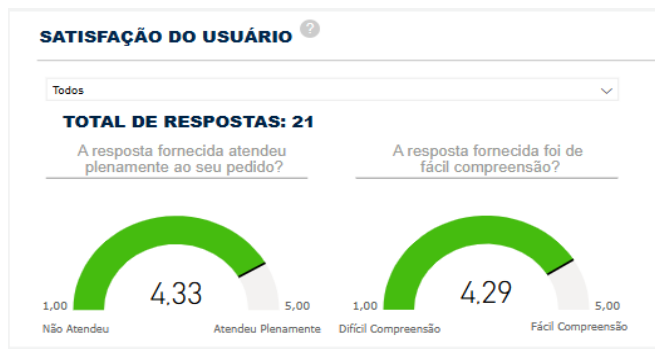 SATISFAÇÃO DO USUÁRIO ?
Todos
TOTAL DE RESPOSTAS: 21
A resposta fornecida atendeu
plenamente ao seu pedido?
4,33
1,00
5,00
Não Atendeu
Atendeu Plenamente
A resposta fornecida foi de
fácil compreensão?
4,29
1,00
5,00
Difícil Compreensão
Fácil Compreensão